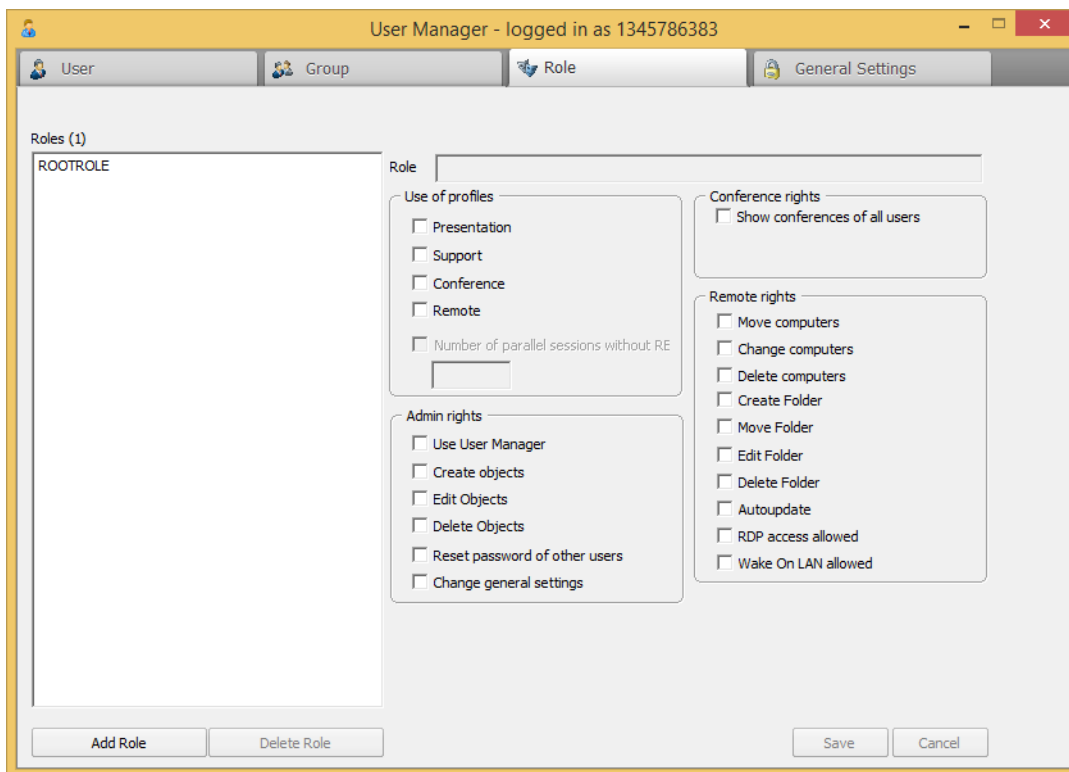 User Manager - logged in as 1345786383
User
Group
Role
General Settings
Roles (1)
ROOTROLE
Role
Use of profiles
Presentation
Support
Conference
Remote
Number of parallel sessions without RE
Admin rights
Use User Manager
Create objects
Edit Objects
Delete Objects
Reset password of other users
Change general settings
Conference rights
Show conferences of all users
Remote rights
Move computers
Change computers
Delete computers
Create Folder
Move Folder
Edit Folder
Delete Folder
Autoupdate
RDP access allowed
Wake On LAN allowed
Add Role
Delete Role
Save
Cancel